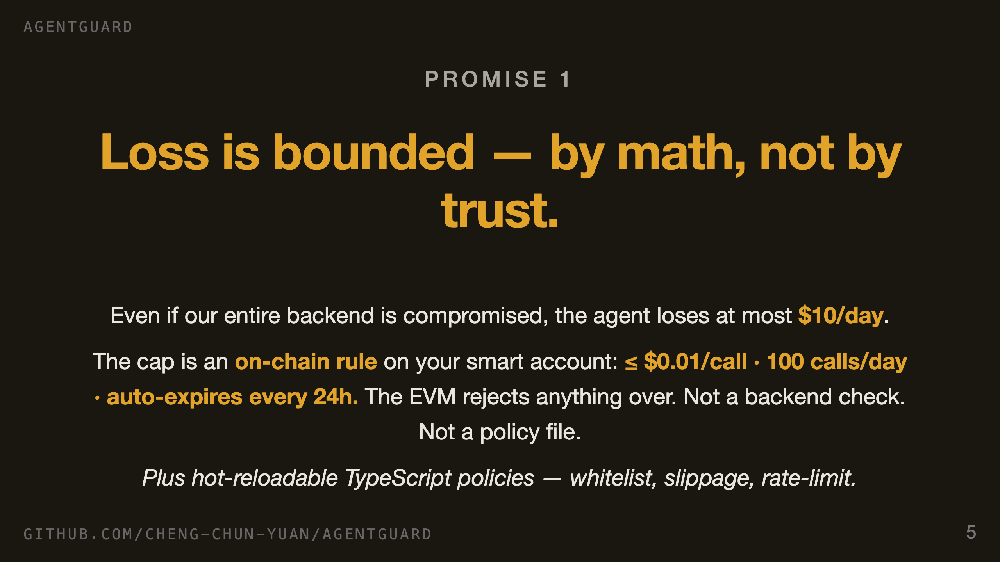 AGENTGUARD
PROMISE 1
Loss is bounded — by math, not by
trust.
Even if our entire backend is compromised, the agent loses at most $10/day.
The cap is an on-chain rule on your smart account: ≤ $0.01/call · 100 calls/day
· auto-expires every 24h. The EVM rejects anything over. Not a backend check.
Not a policy file.
Plus hot-reloadable TypeScript policies — whitelist, slippage, rate-limit.
GITHUB.COM/CHENG-CHUN-YUAN/AGENTGUARD
5